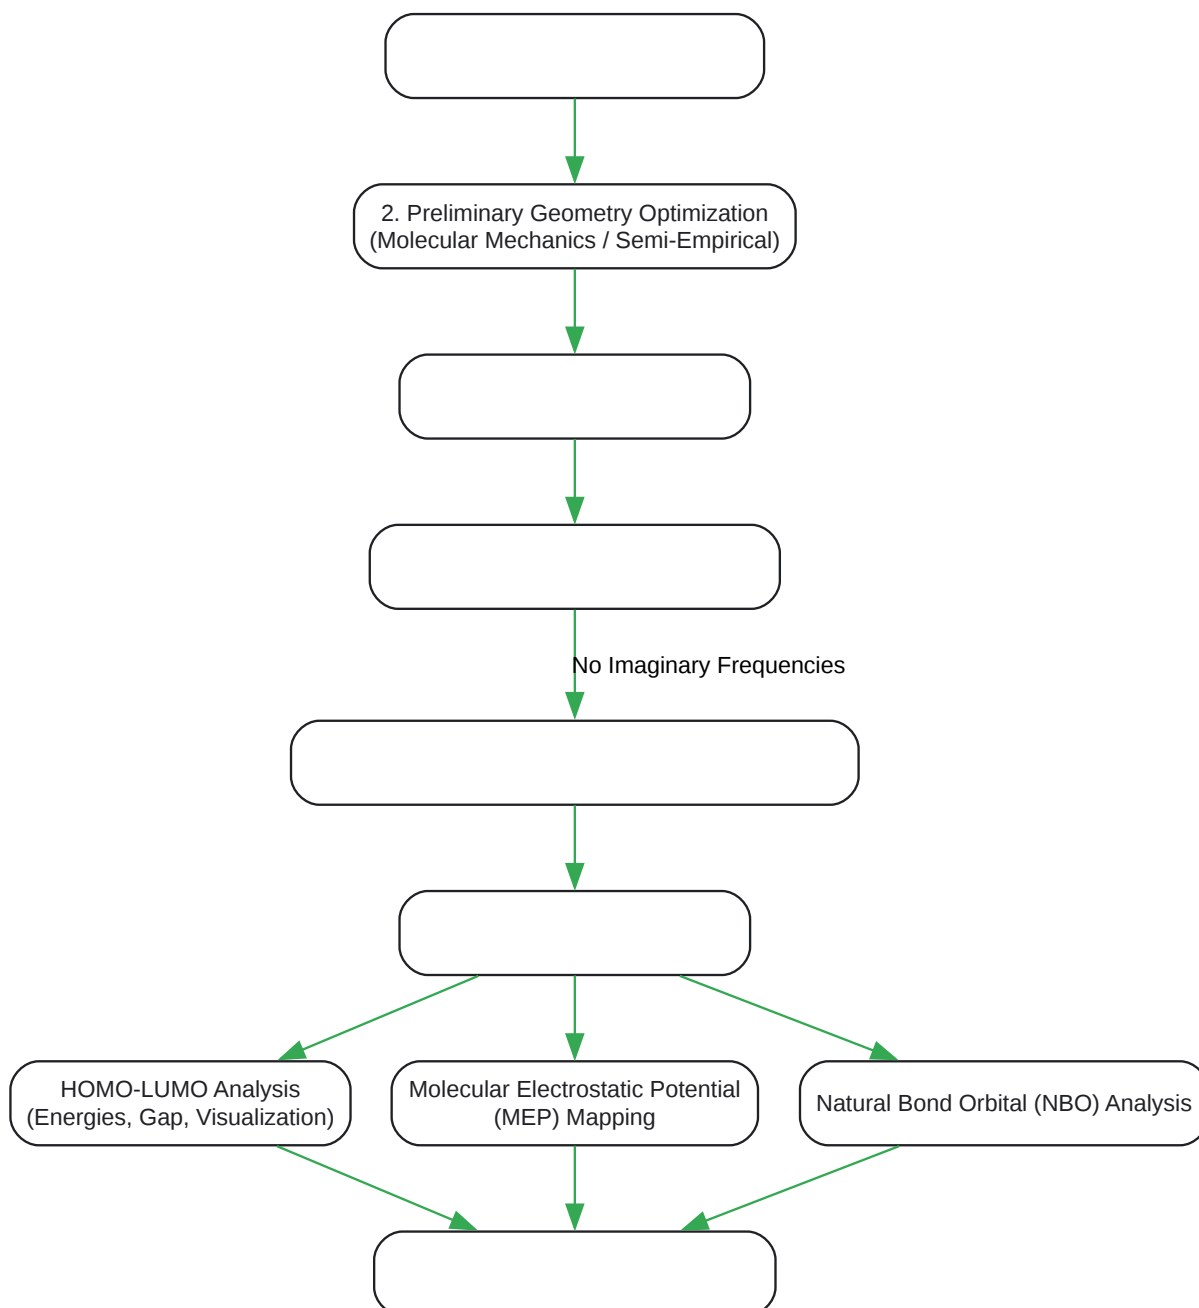 2. Preliminary Geometry Optimization
(Molecular Mechanics / Semi-Empirical)
No Imaginary Frequencies
HOMO-LUMO Analysis
(Energies, Gap, Visualization)
Molecular Electrostatic Potential
(MEP) Mapping
Natural Bond Orbital (NBO) Analysis